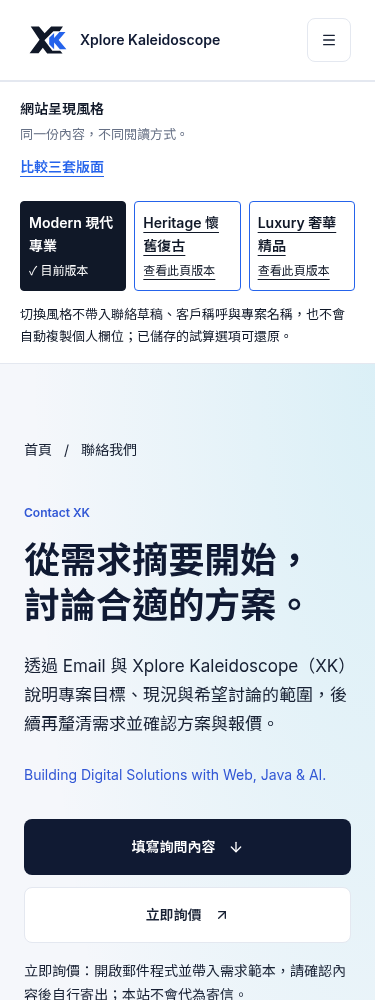 Xplore Kaleidoscope
網站呈現風格
同一份內容，不同閱讀方式。
比較三套版面
Modern 現代
專業
✓ 目前版本
Heritage 懷
舊復古
查看此頁版本
Luxury 奢華
精品
查看此頁版本
切換風格不帶入聯絡草稿、客戶稱呼與專案名稱，也不會
自動複製個人欄位；已儲存的試算選項可還原。
首頁 / 聯絡我們
Contact XK
從需求摘要開始，
討論合適的方案。
透過 Email 與 Xplore Kaleidoscope（XK）
說明專案目標、現況與希望討論的範圍，後
續再釐清需求並確認方案與報價。
Building Digital Solutions with Web, Java & AI.
填寫詢問內容 ↓
立即詢價 ↗
立即詢價：開啟郵件程式並帶入需求範本，請確認內
容後自行寄出；本站不會代為寄信。